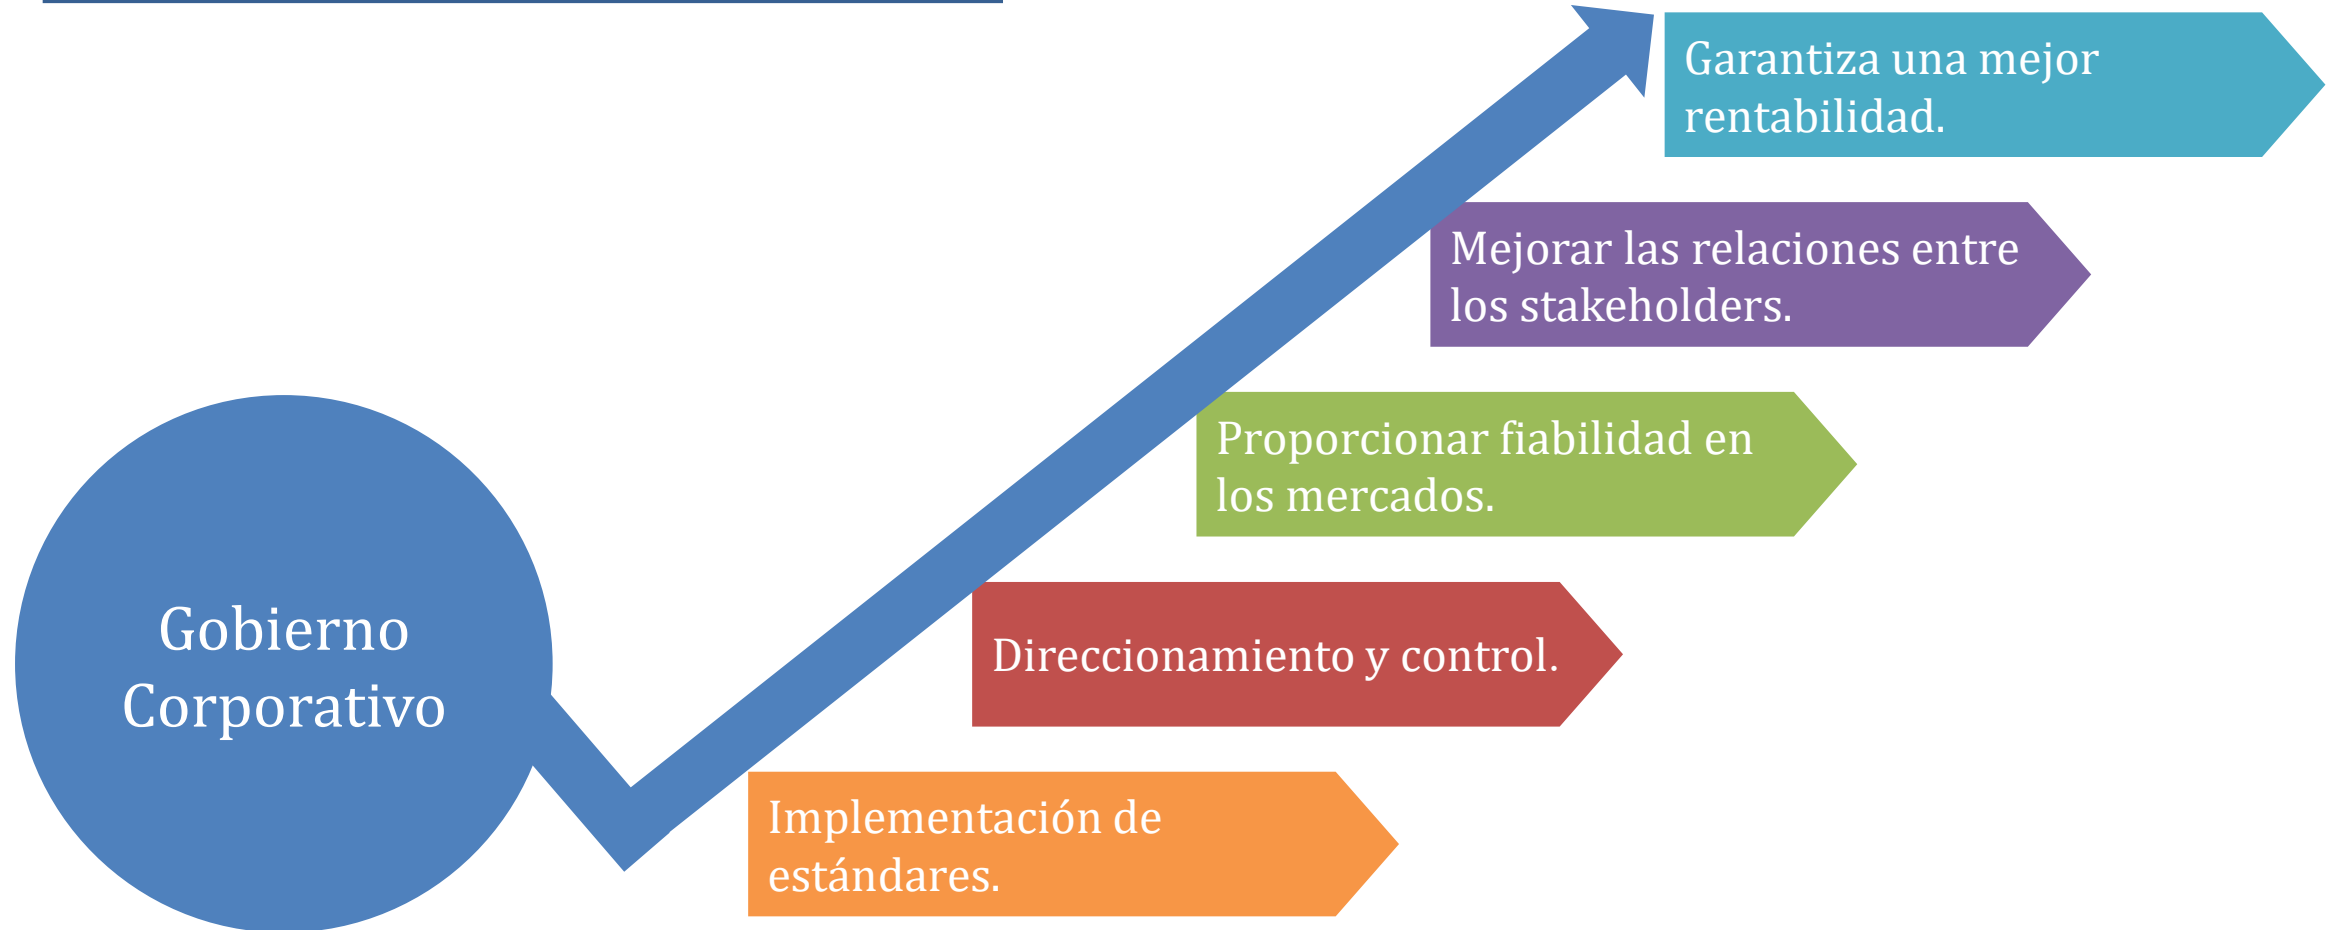 Garantiza una mejor
rentabilidad.
Mejorar las relaciones entre
los stakeholders.
Proporcionar fiabilidad en
los mercados.
Direccionamiento y control.
Implementación de
estándares.
Gobierno
Corporativo